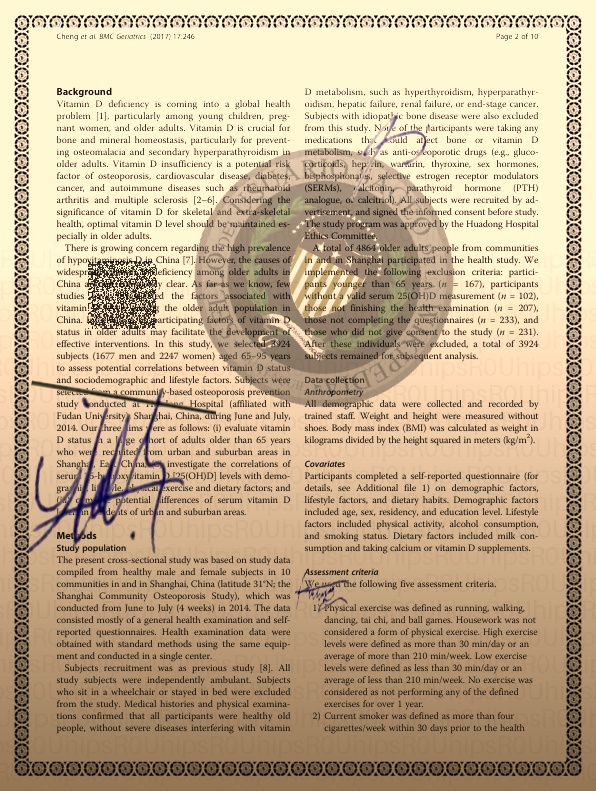 Cheng et al. BMC Geriatrics (2017) 17:246
Page 2 of 10
Background
Vitamin D deficiency is coming into a global health
problem [1], particularly among young children, preg-
nant women, and older adults. Vitamin D is crucial for
bone and mineral homeostasis, particularly for prevent-
ing osteomalacia and secondary hyperparathyroidism in
older adults. Vitamin D insufficiency is a potential risk
factor of osteoporosis, cardiovascular disease, diabetes,
cancer, and autoimmune diseases such as rheumatoid
arthritis and multiple sclerosis [2–6]. Considering the
significance of vitamin D for skeletal and extra-skeletal
health, optimal vitamin D level should be maintained es-
pecially in older adults.
There is growing concern regarding the high prevalence
of hypovitaminosis D in China [7]. However, the causes of
widespread deficiency among older adults in
China clear. As we know, few
studies the factors associated with
vitamin the older adult population in
China. participating factors of vitamin D
status in older adults may facilitate the development of
effective interventions. In this study, we selected 3924
subjects (1677 men and 2247 women) aged 65–95 years
to assess potential correlations between vitamin D status
and sociodemographic and lifestyle factors. Subjects were
selected from a community-based osteoporosis prevention
study conducted at Hospital (affiliated with
Fudan University), Shanghai, China, during June and July,
2014. Our aims were as follows: (i) evaluate vitamin
D status in a large cohort of adults older than 65 years
who were recruited from urban and suburban areas in
Shanghai, East China; investigate the correlations of
serum 25-hydroxyvitamin D [25(OH)D] levels with demo-
graphic, lifestyle, physical exercise and dietary factors; and
potential differences of serum vitamin D
in residents of urban and suburban areas.
Methods
Study population
The present cross-sectional study was based on study data
compiled from healthy male and female subjects in 10
communities in and in Shanghai, China (latitude 31°N; the
Shanghai Community Osteoporosis Study), which was
conducted from June to July (4 weeks) in 2014. The data
consisted mostly of a general health examination and self-
reported questionnaires. Health examination data were
obtained with standard methods using the same equip-
ment and conducted in a single center.
Subjects recruitment was as previous study [8]. All
study subjects were independently ambulant. Subjects
who sit in a wheelchair or stayed in bed were excluded
from the study. Medical histories and physical examina-
tions confirmed that all participants were healthy old
people, without severe diseases interfering with vitamin
D metabolism, such as hyperthyroidism, hyperparathyr-
oidism, hepatic failure, renal failure, or end-stage cancer.
Subjects with idiopathic bone disease were also excluded
from this study. None of the participants were taking any
medications that could affect bone or vitamin D
metabolism, such as anti-osteoporotic drugs (e.g., gluco-
corticoids, heparin, warfarin, thyroxine, sex hormones,
bisphosphonates, selective estrogen receptor modulators
(SERMs), calcitonin, parathyroid hormone (PTH)
analogue, or calcitriol). All subjects were recruited by ad-
vertisement, and signed the informed consent before study.
The study program was approved by the Huadong Hospital
Ethics Committee.
A total of 4864 older adults people from communities
in in Shanghai participated in the health study. We
implemented the following exclusion criteria: partici-
pants younger than 65 years (n = 167), participants
without a valid serum 25(OH)D measurement (n = 102),
those not finishing the health examination (n = 207),
those not completing the questionnaires (n = 233), and
those who did not give consent to the study (n = 231).
After these individuals were excluded, a total of 3924
subjects remained for subsequent analysis.
Data collection
Anthropometry
All demographic data were collected and recorded by
trained staff. Weight and height were measured without
shoes. Body mass index (BMI) was calculated as weight in
kilograms divided by the height squared in meters (kg/m²).
Covariates
Participants completed a self-reported questionnaire (for
details, see Additional file 1) on demographic factors,
lifestyle factors, and dietary habits. Demographic factors
included age, sex, residency, and education level. Lifestyle
factors included physical activity, alcohol consumption,
and smoking status. Dietary factors included milk con-
sumption and taking calcium or vitamin D supplements.
Assessment criteria
We used the following five assessment criteria.
1) Physical exercise was defined as running, walking,
dancing, tai chi, and ball games. Housework was not
considered a form of physical exercise. High exercise
levels were defined as more than 30 min/day or an
average of more than 210 min/week. Low exercise
levels were defined as less than 30 min/day or an
average of less than 210 min/week. No exercise was
considered as not performing any of the defined
exercises for over 1 year.
2) Current smoker was defined as more than four
cigarettes/week within 30 days prior to the health